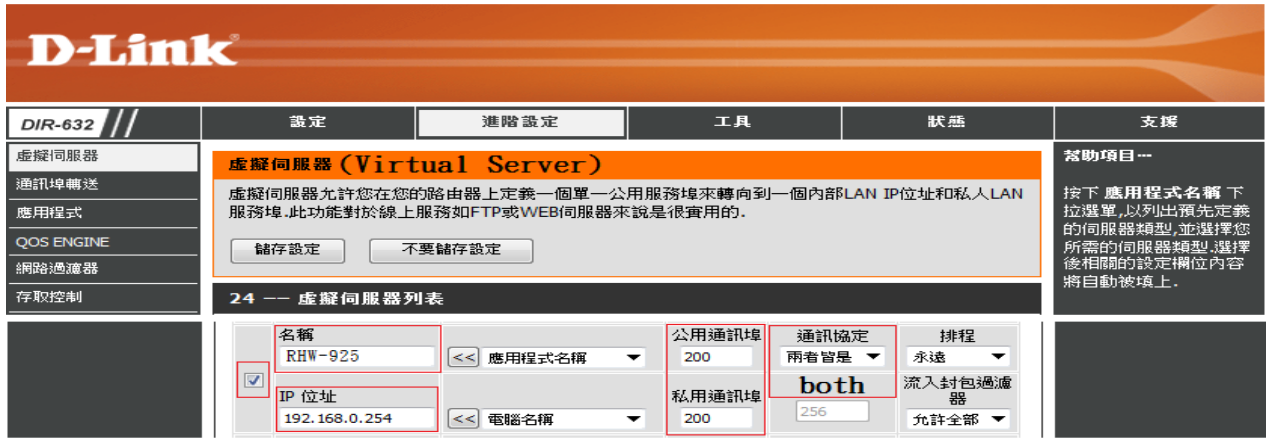 D-Link
DIR-632
設定
進階設定
工具
狀態
支援
虛擬伺服器
通訊埠轉送
應用程式
QOS ENGINE
網路過濾器
存取控制
虛擬伺服器(Virtual Server)
虛擬伺服器允許您在您的路由器上定義一個單一公用服務埠來轉向到一個內部LAN IP位址和私人LAN
服務埠.此功能對於線上服務如FTP或WEB伺服器來說是很實用的.
儲存設定
不要儲存設定
24 -- 虛擬伺服器列表
名稱
公用通訊埠
通訊協定
排程
RHW-925
<<
應用程式名稱
200
兩者皆是
永遠
both
IP 位址
私用通訊埠
流入封包過濾
器
192.168.0.254
<<
電腦名稱
200
256
允許全部
幫助項目…
按下 應用程式名稱 下
拉選單,以列出預先定義
的伺服器類型,並選擇您
所需的伺服器類型.選擇
後相關的設定欄位內容
將自動被填上.